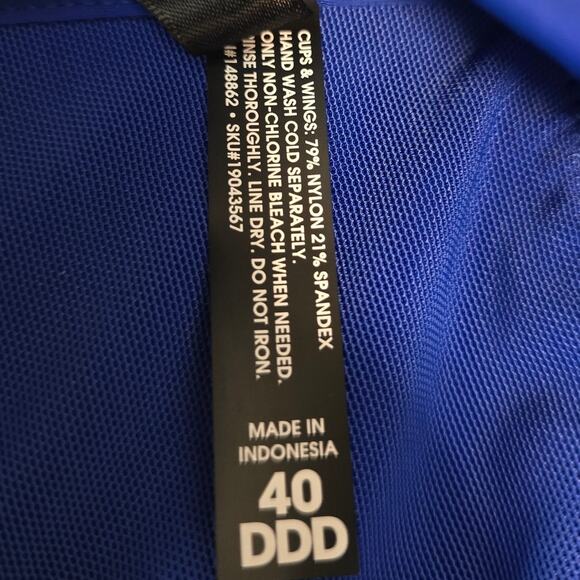 CUPS & WINGS: 79% NYLON 21% SPANDEX
HAND WASH COLD SEPARATELY.
ONLY NON-CHLORINE BLEACH WHEN NEEDED.
RINSE THOROUGHLY. LINE DRY. DO NOT IRON.
#148862 • SKU#19043567
MADE IN
INDONESIA
40
DDD